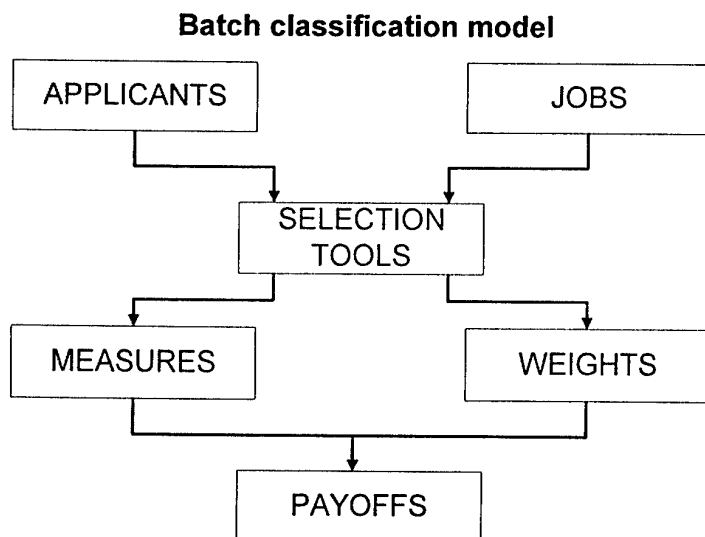 Batch classification model
APPLICANTS
JOBS
SELECTION
TOOLS
MEASURES
WEIGHTS
PAYOFFS